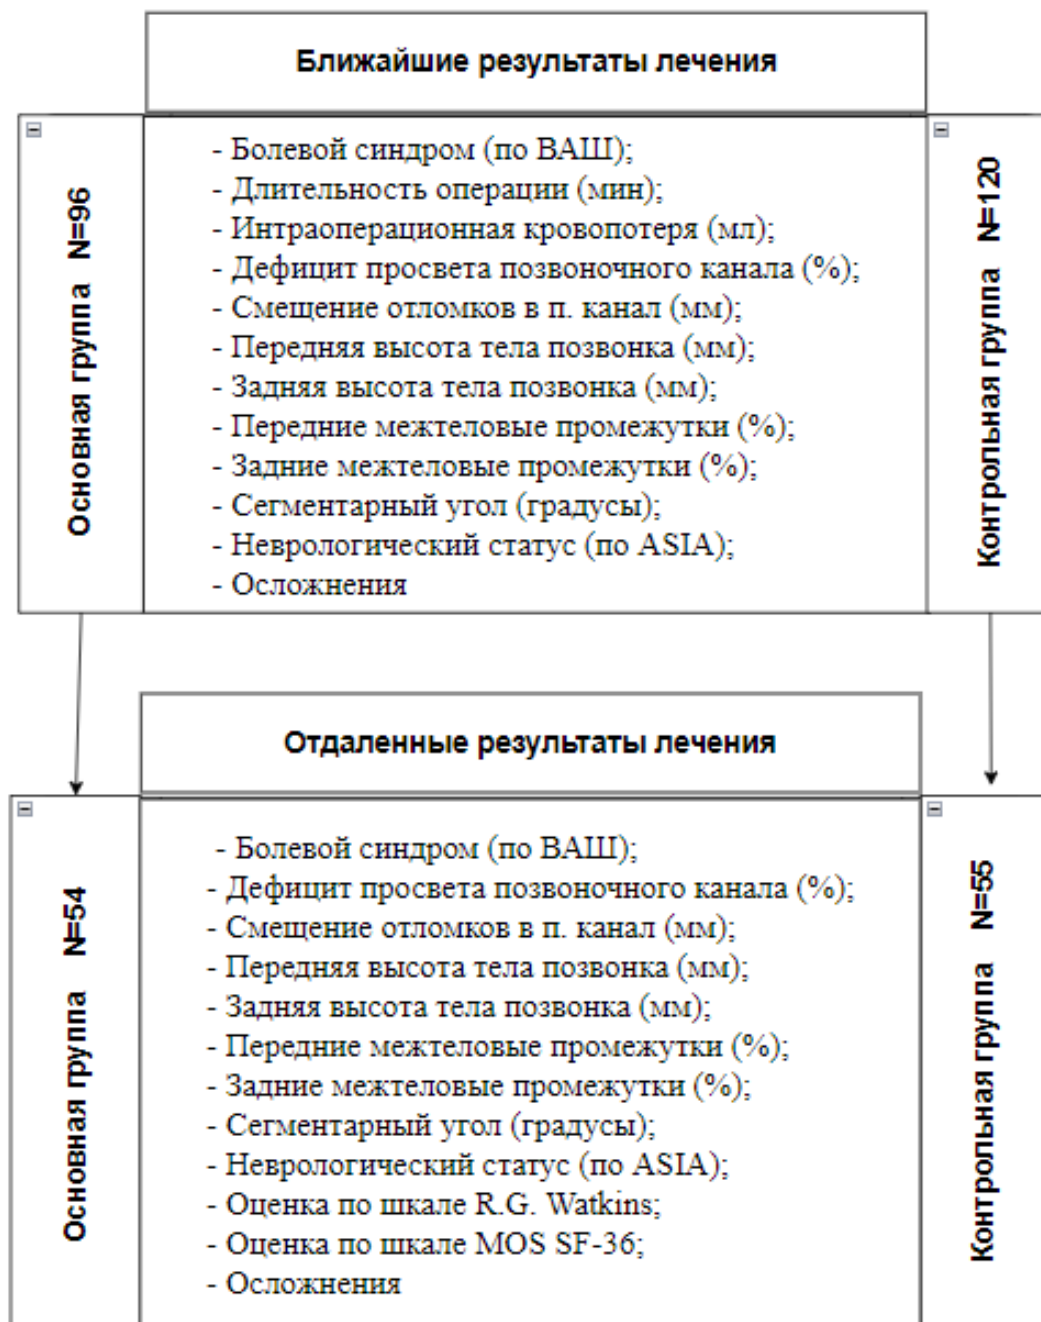 Ближайшие результаты лечения
Основная группа N=96
- Болевой синдром (по ВАШ);
- Длительность операции (мин);
- Интраоперационная кровопотеря (мл);
- Дефицит просвета позвоночного канала (%);
- Смещение отломков в п. канал (мм);
- Передняя высота тела позвонка (мм);
- Задняя высота тела позвонка (мм);
- Передние межтеловые промежутки (%);
- Задние межтеловые промежутки (%);
- Сегментарный угол (градусы);
- Неврологический статус (по ASIA);
- Осложнения
Контрольная группа N=120
Отдаленные результаты лечения
Основная группа N=54
- Болевой синдром (по ВАШ);
- Дефицит просвета позвоночного канала (%);
- Смещение отломков в п. канал (мм);
- Передняя высота тела позвонка (мм);
- Задняя высота тела позвонка (мм);
- Передние межтеловые промежутки (%);
- Задние межтеловые промежутки (%);
- Сегментарный угол (градусы);
- Неврологический статус (по ASIA);
- Оценка по шкале R.G. Watkins;
- Оценка по шкале MOS SF-36;
- Осложнения
Контрольная группа N=55